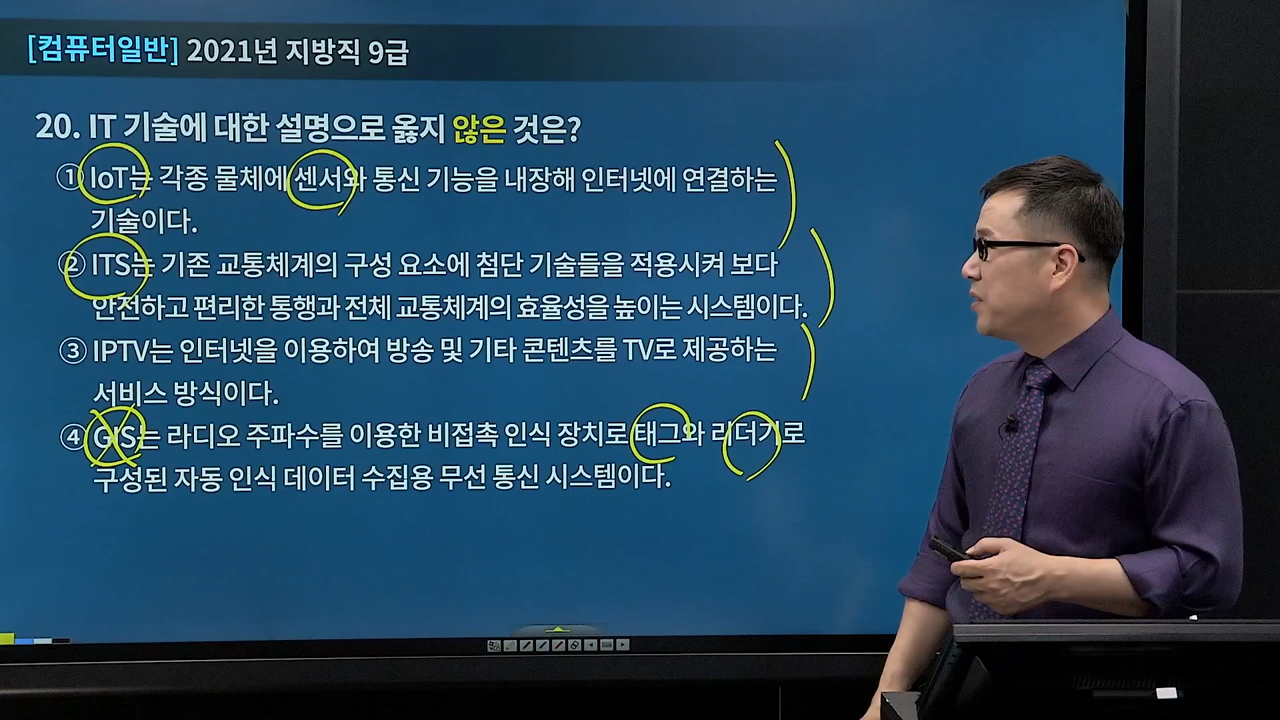 [컴퓨터일반] 2021년 지방직 9급
20. IT 기술에 대한 설명으로 옳지 않은 것은?
① IoT는 각종 물체에 센서와 통신 기능을 내장해 인터넷에 연결하는
기술이다.
② ITS는 기존 교통체계의 구성 요소에 첨단 기술들을 적용시켜 보다
안전하고 편리한 통행과 전체 교통체계의 효율성을 높이는 시스템이다.
③ IPTV는 인터넷을 이용하여 방송 및 기타 콘텐츠를 TV로 제공하는
서비스 방식이다.
④ GIS는 라디오 주파수를 이용한 비접촉 인식 장치로 태그와 리더기로
구성된 자동 인식 데이터 수집용 무선 통신 시스템이다.